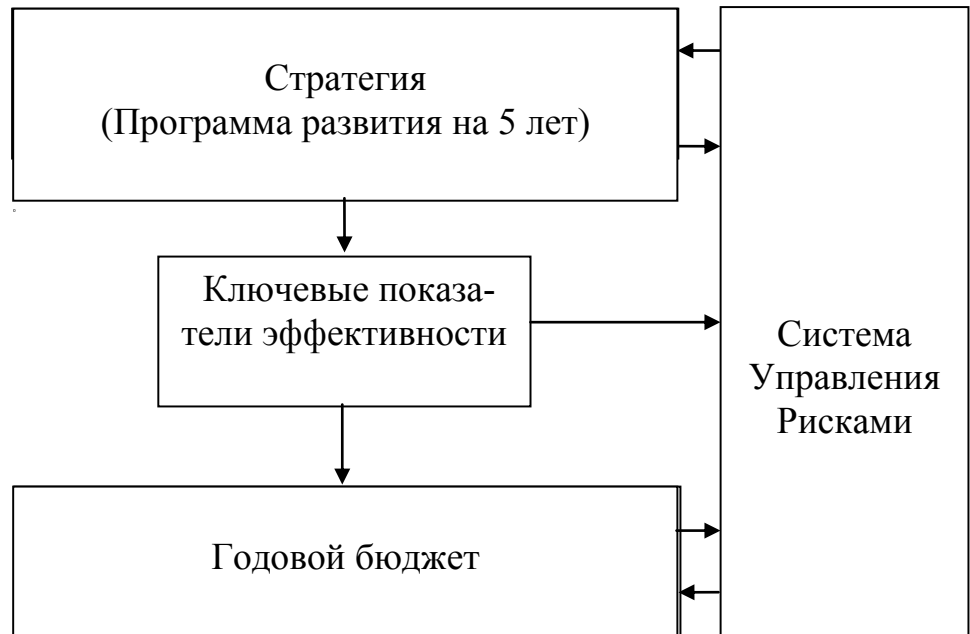 Стратегия
(Программа развития на 5 лет)
Ключевые показа-
тели эффективности
Система
Управления
Рисками
Годовой бюджет